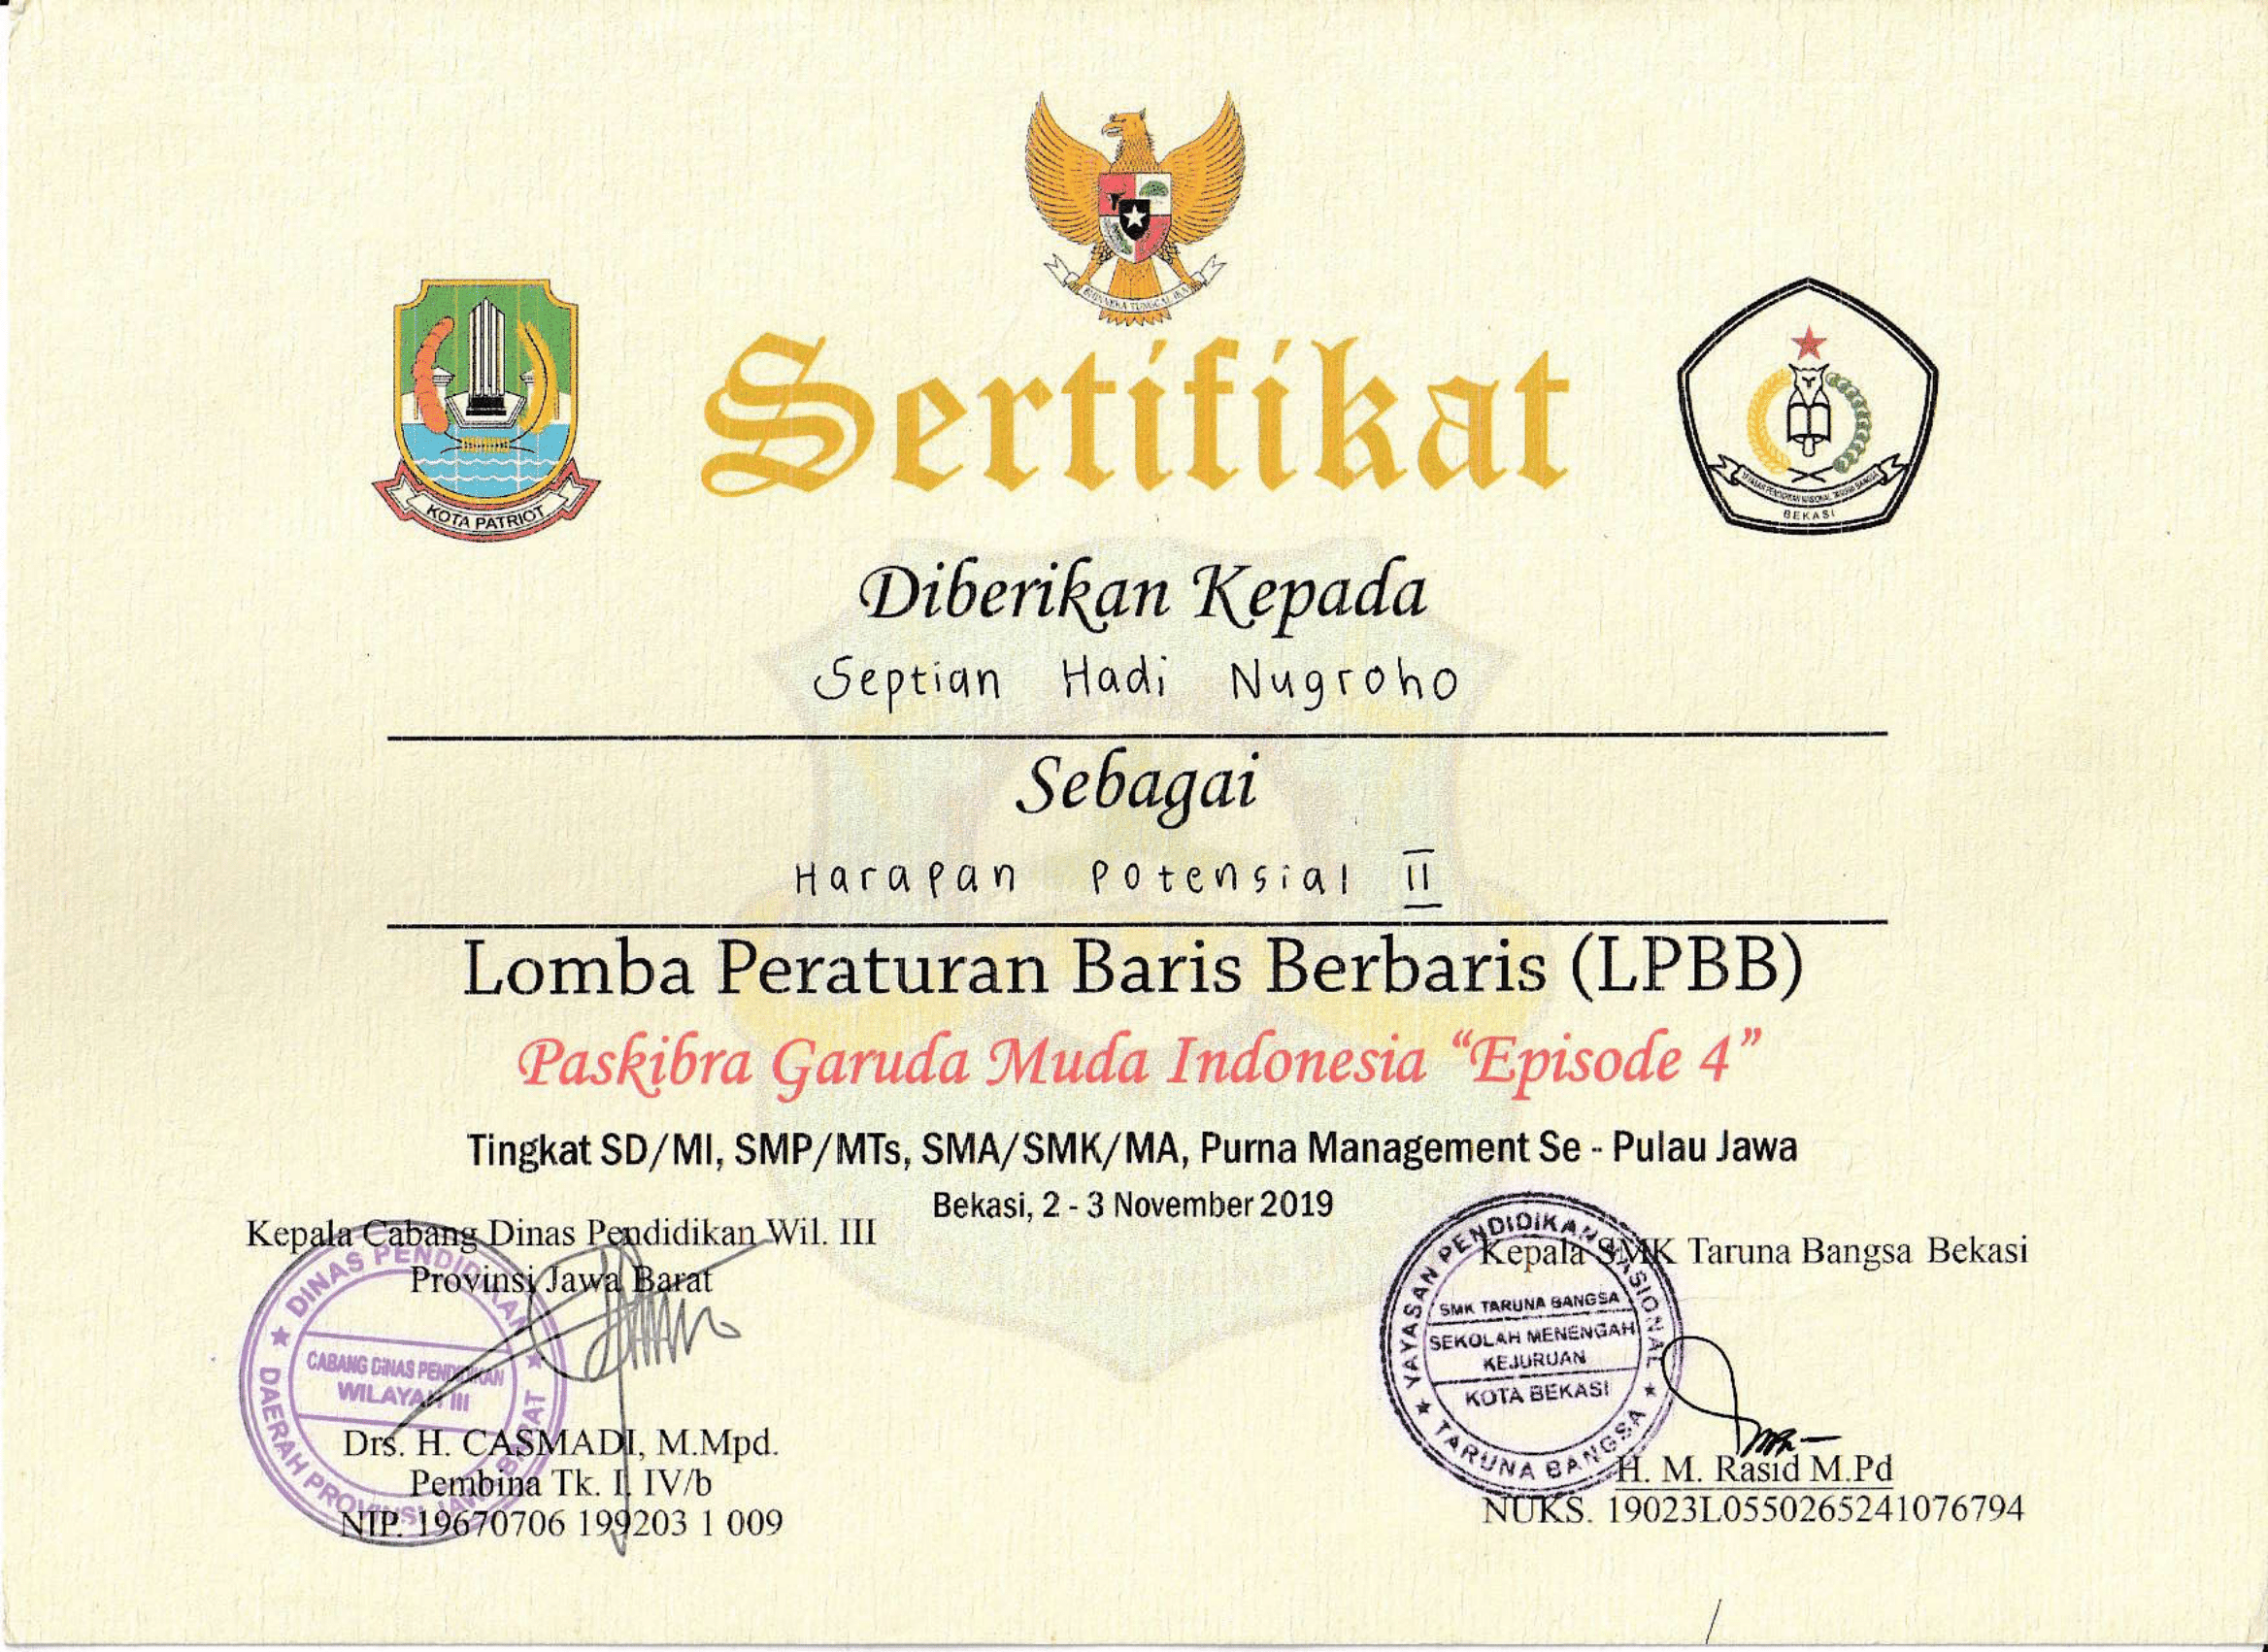 BHINNEKA TUNGGAL IKA
KOTA PATRIOT
Sertifikat
YAYASAN PENDIDIKAN NASIONAL TARUNA BANGSA
BEKASI
Diberikan Kepada
Septian Hadi Nugroho
Sebagai
Harapan Potensial II
Lomba Peraturan Baris Berbaris (LPBB)
Paskibra Garuda Muda Indonesia “Episode 4”
Tingkat SD/MI, SMP/MTs, SMA/SMK/MA, Purna Management Se - Pulau Jawa
Bekasi, 2 - 3 November 2019
Kepala Cabang Dinas Pendidikan Wil. III
Provinsi Jawa Barat
DINAS PENDIDIKAN
CABANG DINAS PENDIDIKAN
WILAYAH III
DAERAH PROVINSI JAWA BARAT
Drs. H. CASMADI, M.Mpd.
Pembina Tk. I. IV/b
NIP. 19670706 199203 1 009
Kepala SMK Taruna Bangsa Bekasi
YAYASAN PENDIDIKAN NASIONAL
SMK TARUNA BANGSA
SEKOLAH MENENGAH
KEJURUAN
KOTA BEKASI
TARUNA BANGSA
H. M. Rasid M.Pd
NUKS. 19023L0550265241076794